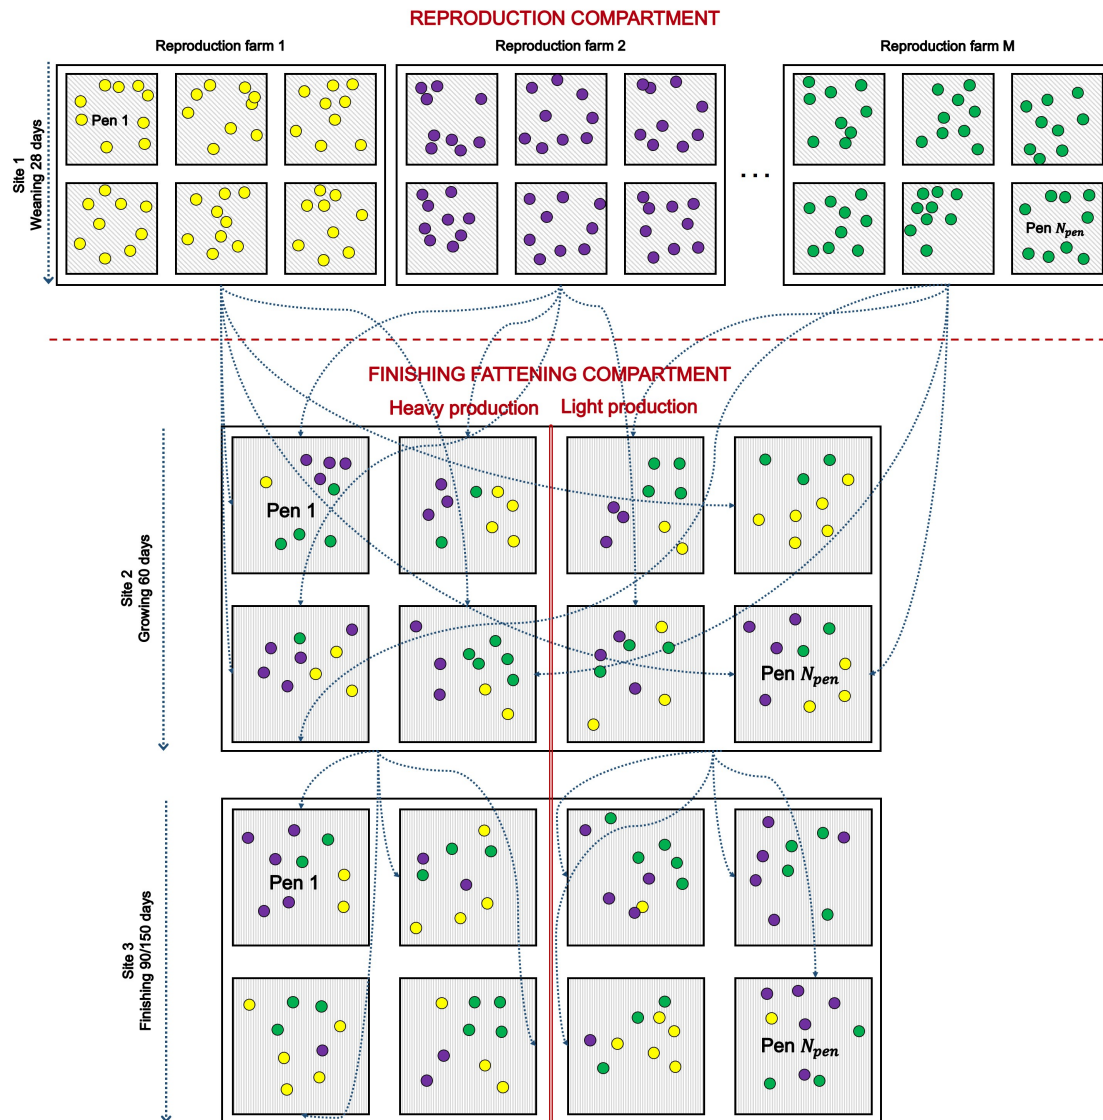 REPRODUCTION COMPARTMENT
Reproduction farm 1
Reproduction farm 2
Reproduction farm M
Site 1
Weaning 28 days
Pen 1
...
Pen N_pen
FINISHING FATTENING COMPARTMENT
Heavy production
Light production
Site 2
Growing 60 days
Pen 1
Pen N_pen
Site 3
Finishing 90/150 days
Pen 1
Pen N_pen